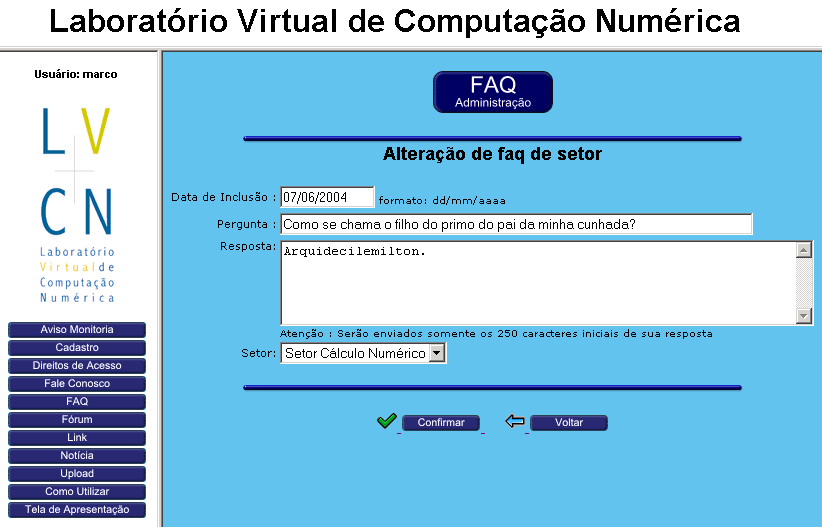 Laboratório Virtual de Computação Numérica
Usuário: marco
LV
CN
Laboratório
Virtual de
Computação
Numérica
Aviso Monitoria
Cadastro
Direitos de Acesso
Fale Conosco
FAQ
Fórum
Link
Notícia
Upload
Como Utilizar
Tela de Apresentação
FAQ
Administração
Alteração de faq de setor
Data de Inclusão : 07/06/2004 formato: dd/mm/aaaa
Pergunta : Como se chama o filho do primo do pai da minha cunhada?
Resposta: Arquidecilemilton.
Atenção : Serão enviados somente os 250 caracteres iniciais de sua resposta
Setor: Setor Cálculo Numérico
Confirmar Voltar